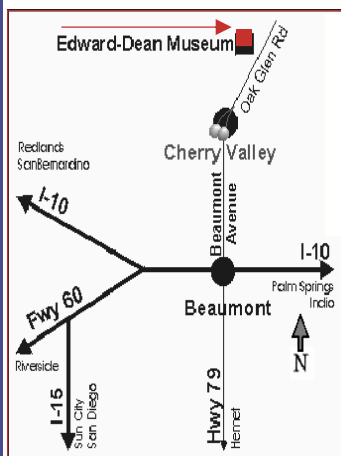 Edward-Dean Museum
Oak Glen Rd
Cherry Valley
Redlands
SanBernardino
I-10
Beaumont
Avenue
I-10
Palm Springs
Indio
Fwy 60
Beaumont
N
Riverside
I-15
Sun City
San Diego
Hwy 79
Hemet